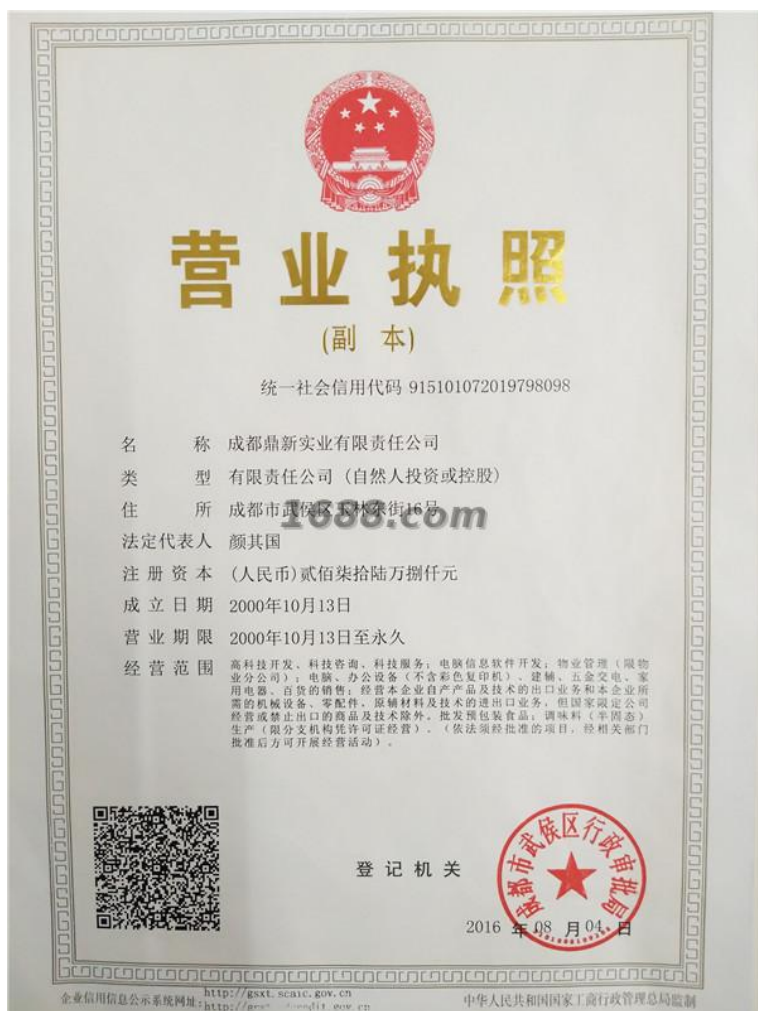 营业执照
(副 本)
统一社会信用代码 915101072019798098
名 称 成都鼎新实业有限责任公司
类 型 有限责任公司 (自然人投资或控股)
住 所 成都市武侯区玉林东街16号
1688.com
法定代表人 颜其国
注册资本 (人民币)贰佰柒拾陆万捌仟元
成立日期 2000年10月13日
营业期限 2000年10月13日至永久
经营范围 高科技开发、科技咨询、科技服务；电脑信息软件开发；物业管理（限物
业分公司）；电脑、办公设备（不含彩色复印机）、建辅、五金交电、家
用电器、百货的销售；经营本企业自产产品及技术的出口业务和本企业所
需的机械设备、零配件、原辅材料及技术的进出口业务，但国家限定公司
经营或禁止出口的商品及技术除外。批发预包装食品；调味料（半固态）
生产（限分支机构凭许可证经营）。（依法须经批准的项目，经相关部门
批准后方可开展经营活动）。
成都市武侯区行政审批局
登记机关
2016 年 08 月 04 日
企业信用信息公示系统网址: http://gsxt.scaic.gov.cn
中华人民共和国国家工商行政管理总局监制